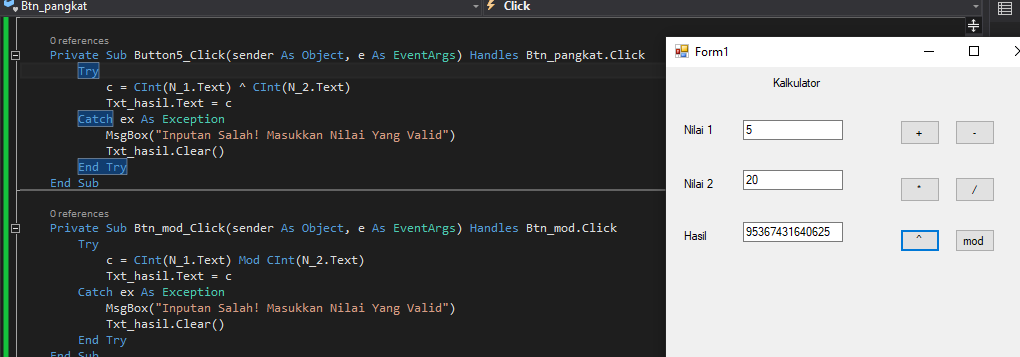 Btn_pangkat
Click
0 references
Private Sub Button5_Click(sender As Object, e As EventArgs) Handles Btn_pangkat.Click
Try
c = CInt(N_1.Text) ^ CInt(N_2.Text)
Txt_hasil.Text = c
Catch ex As Exception
MsgBox("Inputan Salah! Masukkan Nilai Yang Valid")
Txt_hasil.Clear()
End Try
End Sub
0 references
Private Sub Btn_mod_Click(sender As Object, e As EventArgs) Handles Btn_mod.Click
Try
c = CInt(N_1.Text) Mod CInt(N_2.Text)
Txt_hasil.Text = c
Catch ex As Exception
MsgBox("Inputan Salah! Masukkan Nilai Yang Valid")
Txt_hasil.Clear()
End Try
End Sub
Form1
Kalkulator
Nilai 1 5 + -
Nilai 2 20 * /
Hasil 95367431640625 ^ mod